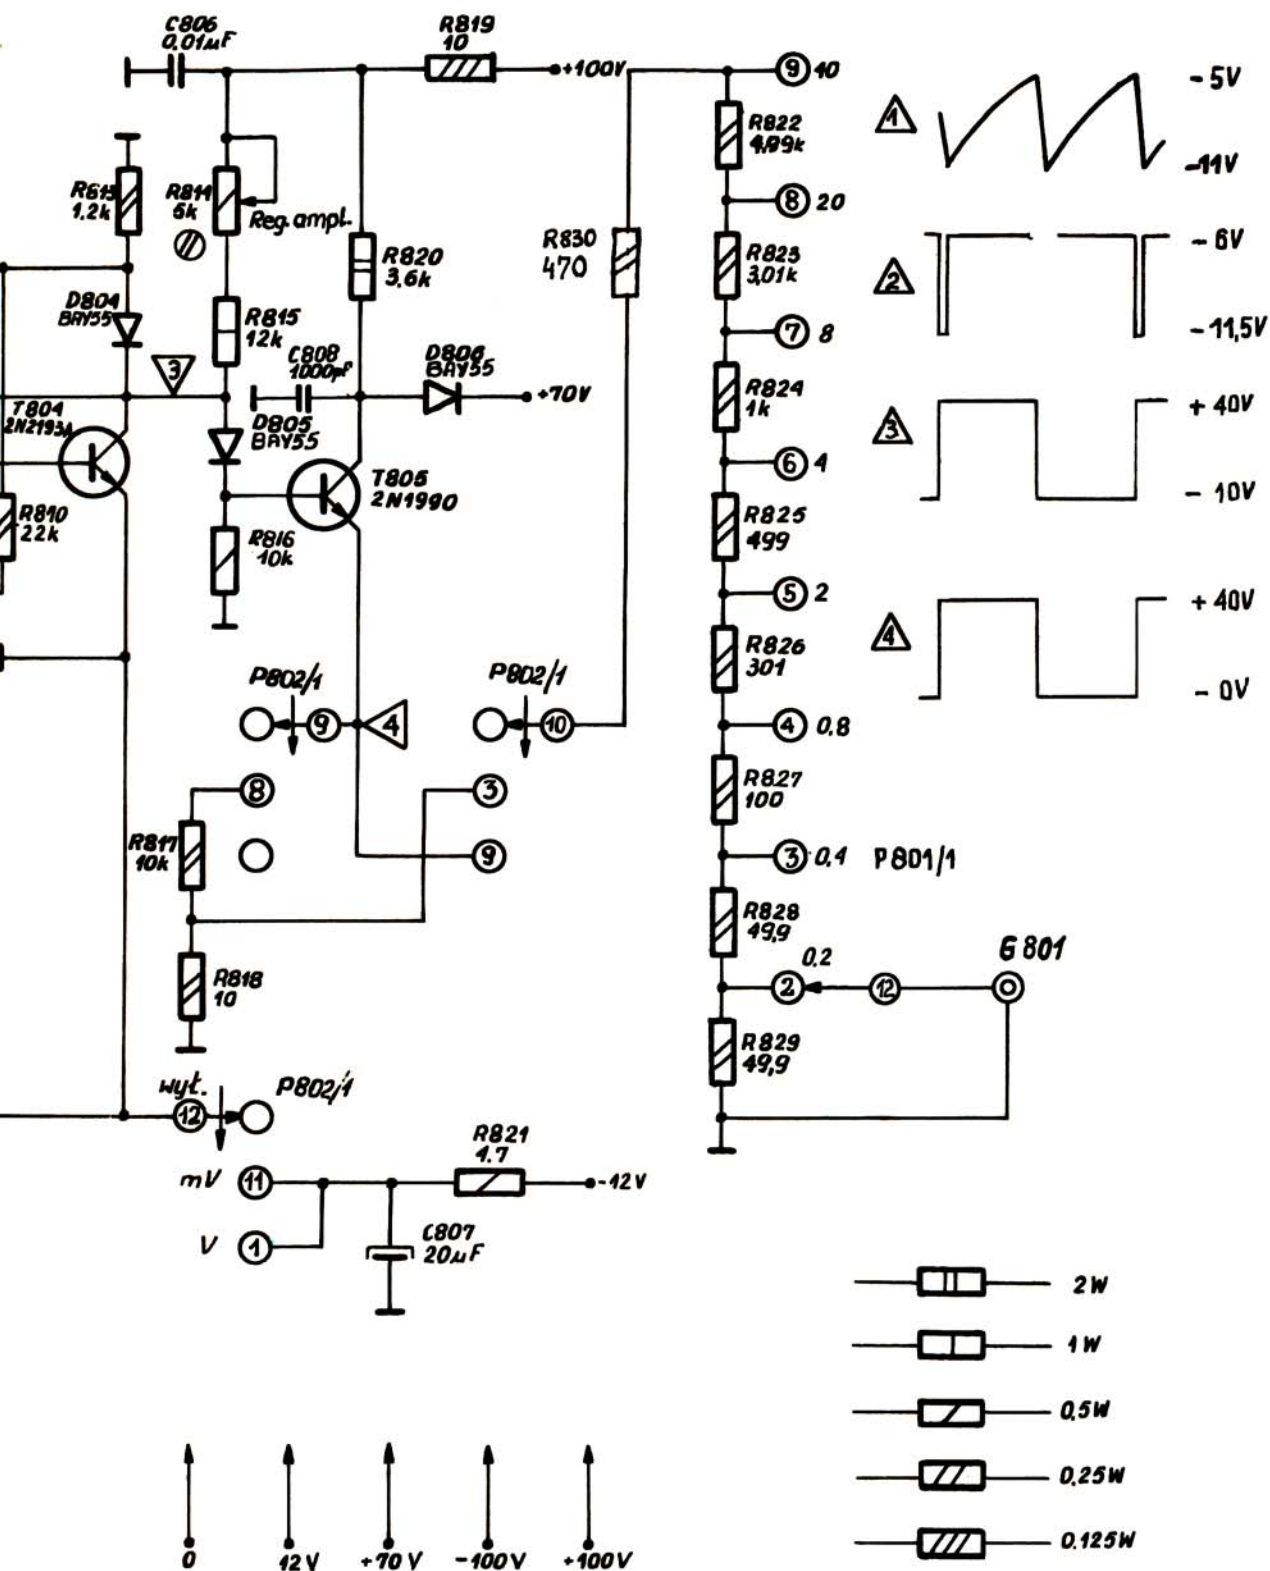 C806
0,01µF
R819
10
+100V
9 40
R822
4,99k
1
- 5V
-11V
R813
1,2k
R814
5k
Reg. ampl.
8 20
R830
470
R820
3,6k
R823
3,01k
2
- 6V
- 11,5V
D804
BAY55
R815
12k
7 8
C808
1000pF
D806
BAY55
3
+70V
R824
1k
T804
2N2193A
D805
BAY55
3
+ 40V
- 10V
6 4
T805
2N1990
R810
22k
R825
499
R816
10k
5 2
4
+ 40V
- 0V
R826
301
P802/1
9
4
P802/1
10
4 0.8
8
3
R827
100
R817
10k
9
3 0.4 P801/1
R828
49,9
R818
10
0.2
G 801
2
12
R829
49,9
wył.
P802/1
12
R821
4.7
mV 11
-12V
V 1
C807
20µF
2W
1W
0,5W
0,25W
0.125W
0
12V
+70V
-100V
+100V